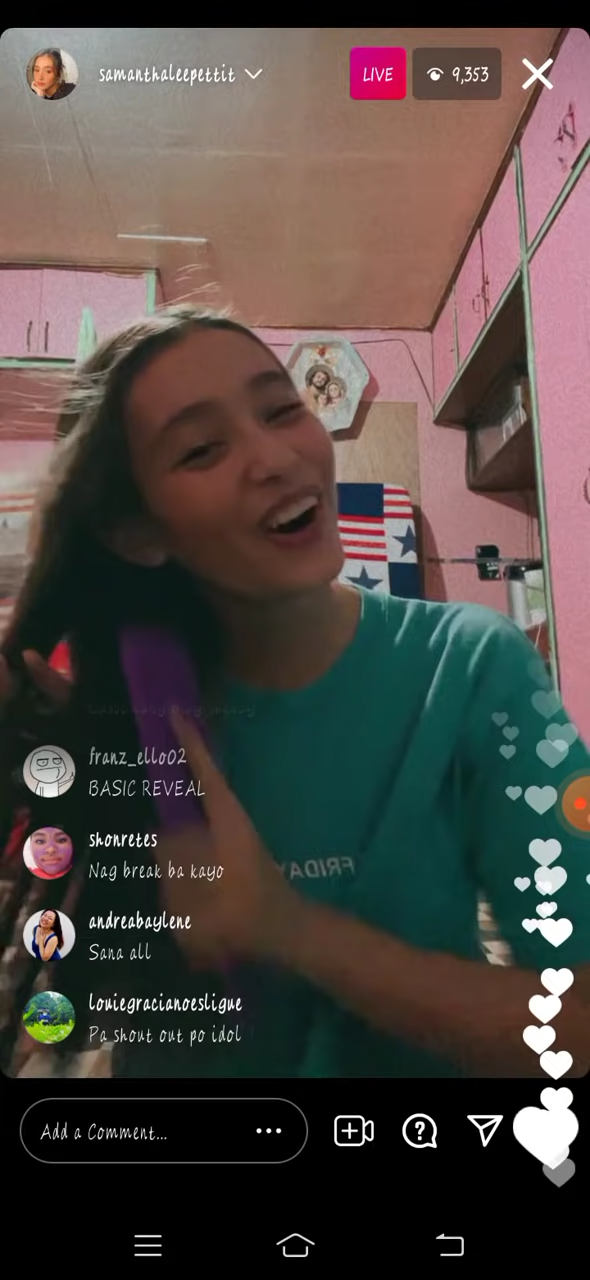 samanthaleepettit
LIVE
9,353
FRIDAY
franz_ello02
BASIC REVEAL
shonretes
Nag break ba kayo
andreabaylene
Sana all
louiegracianoesligue
Pa shout out po idol
Add a Comment...